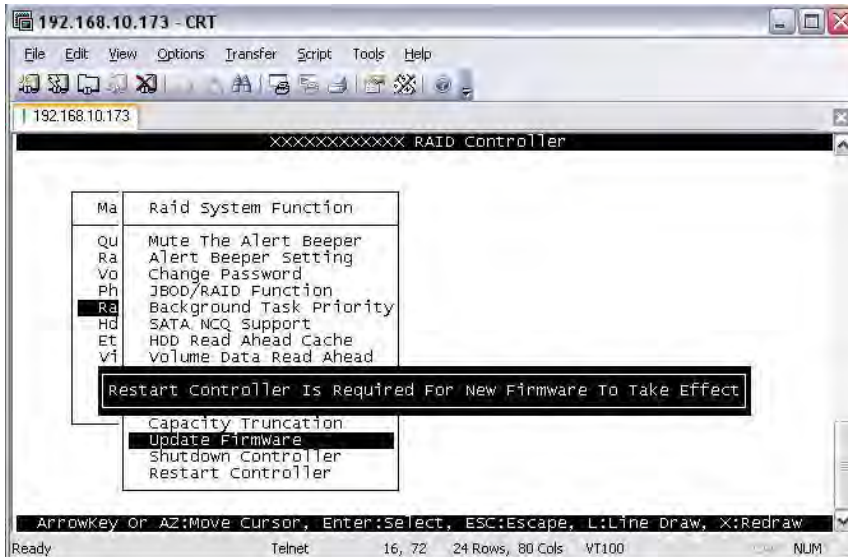 192.168.10.173 - CRT
File Edit View Options Transfer Script Tools Help
192.168.10.173
XXXXXXXXXXXX RAID Controller
Ma Raid System Function
Qu Mute The Alert Beeper
Ra Alert Beeper Setting
Vo Change Password
Ph JBOD/RAID Function
Ra Background Task Priority
Hd SATA NCQ Support
Et HDD Read Ahead Cache
Vi Volume Data Read Ahead
Restart Controller Is Required For New Firmware To Take Effect
Capacity Truncation
Update Firmware
Shutdown Controller
Restart Controller
ArrowKey Or AZ:Move Cursor, Enter:Select, ESC:Escape, L:Line Draw, X:Redraw
Ready Telnet 16, 72 24 Rows, 80 Cols VT100 NUM